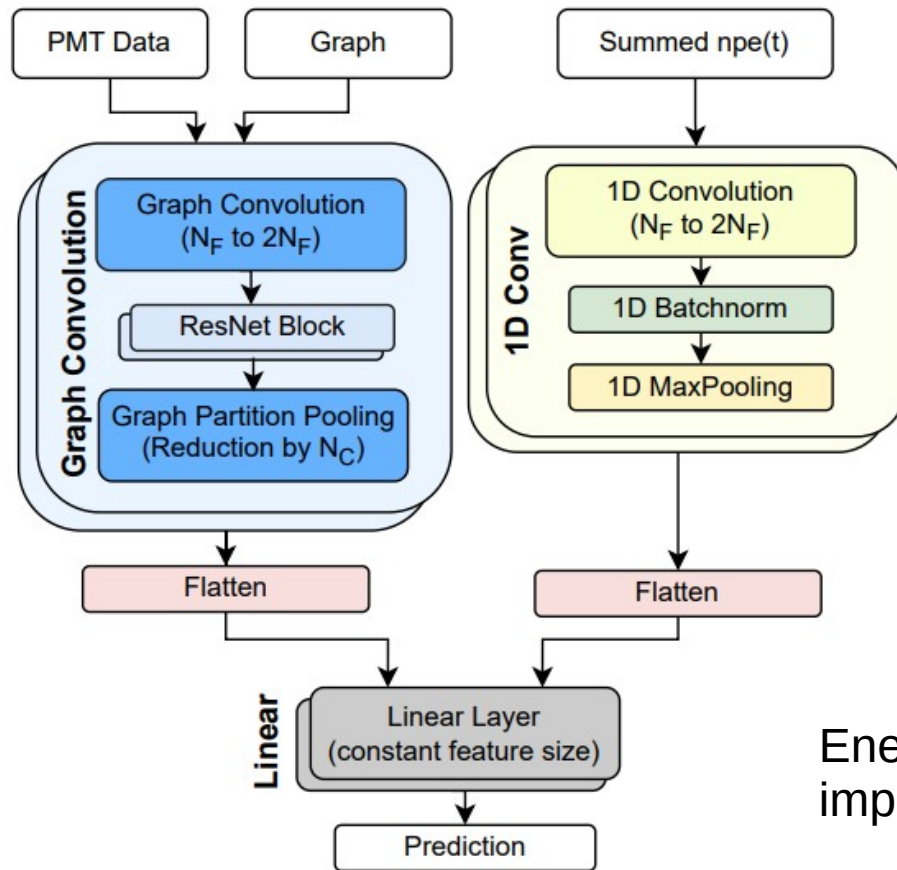 PMT Data
Graph
Summed npe(t)
Graph Convolution
Graph Convolution
(N_F to 2N_F)
ResNet Block
Graph Partition Pooling
(Reduction by N_C)
1D Conv
1D Convolution
(N_F to 2N_F)
1D Batchnorm
1D MaxPooling
Flatten
Flatten
Linear
Linear Layer
(constant feature size)
Prediction
Ene
imp